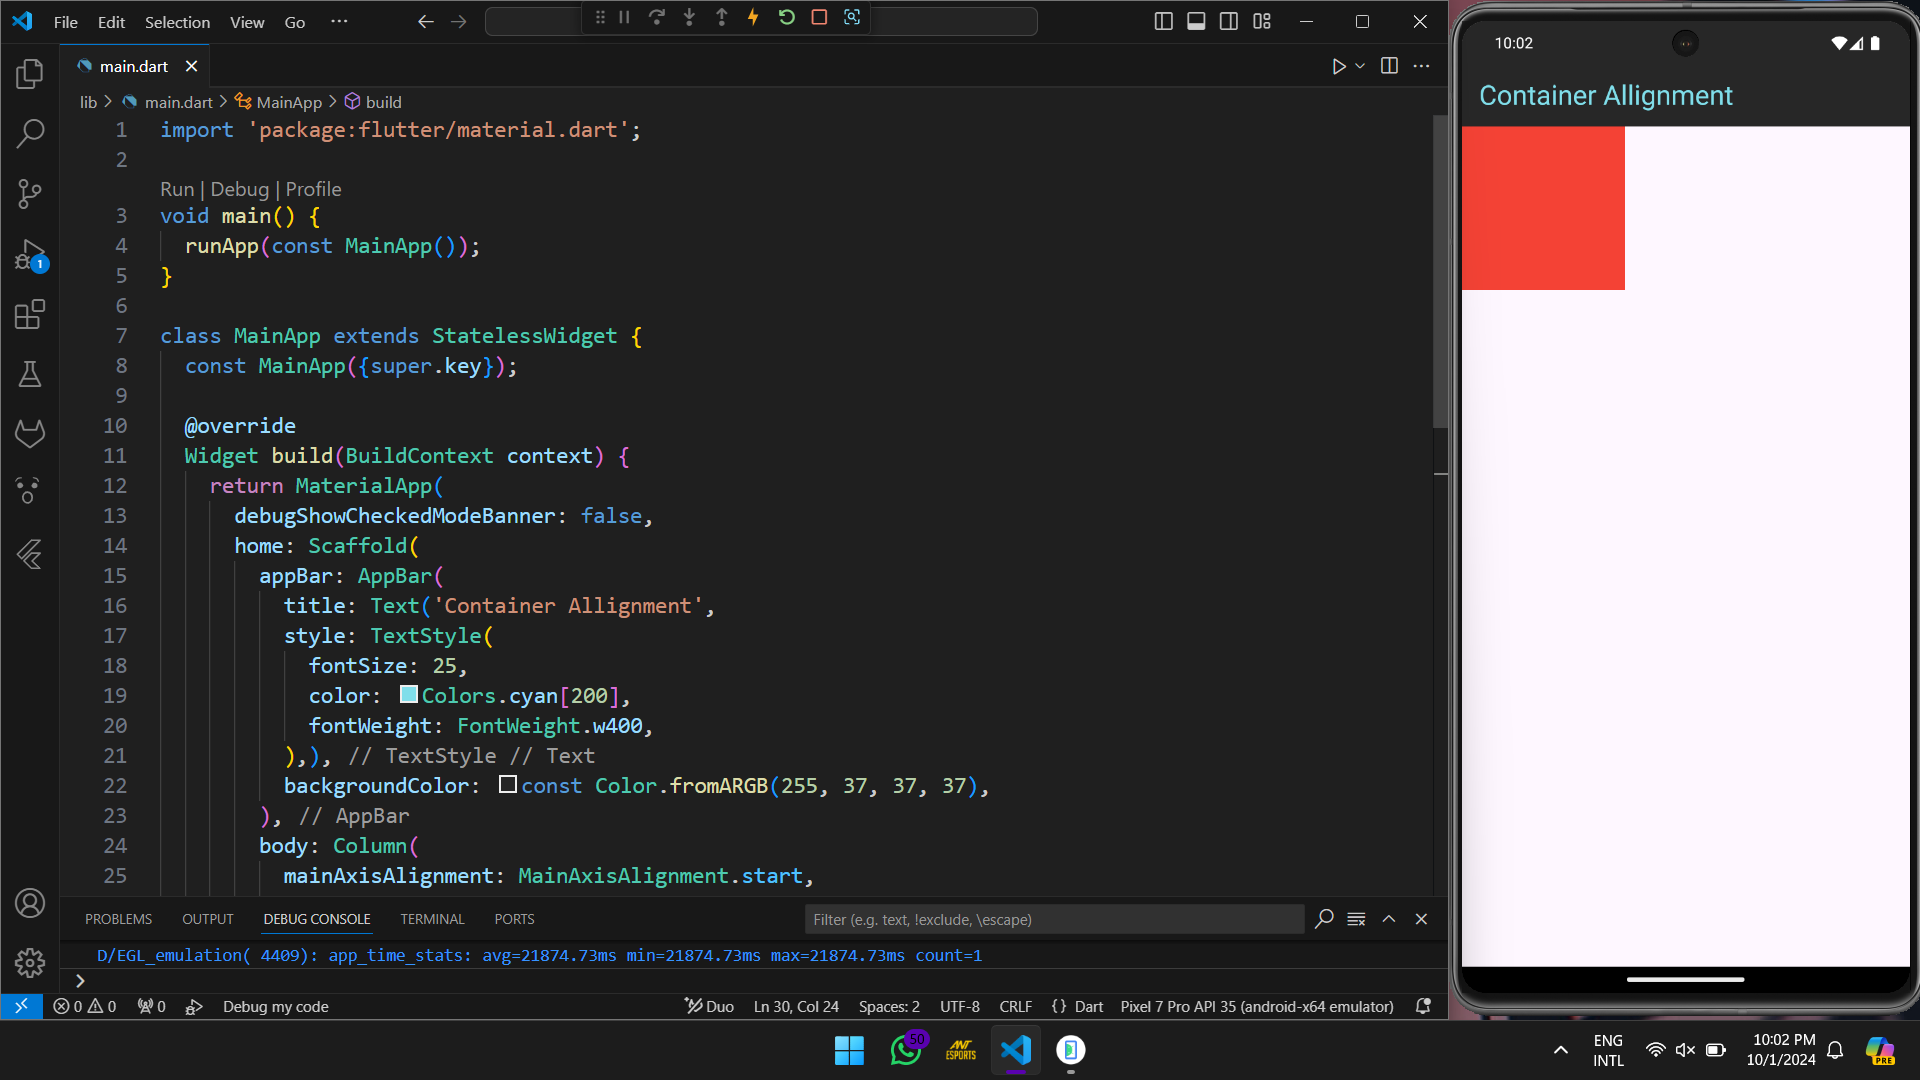 File Edit Selection View Go ···
main.dart
lib > main.dart > MainApp > build
1 import 'package:flutter/material.dart';
2
Run | Debug | Profile
3 void main() {
4 runApp(const MainApp());
5 }
6
7 class MainApp extends StatelessWidget {
8 const MainApp({super.key});
9
10 @override
11 Widget build(BuildContext context) {
12 return MaterialApp(
13 debugShowCheckedModeBanner: false,
14 home: Scaffold(
15 appBar: AppBar(
16 title: Text('Container Allignment',
17 style: TextStyle(
18 fontSize: 25,
19 color: Colors.cyan[200],
20 fontWeight: FontWeight.w400,
21 ),), // TextStyle // Text
22 backgroundColor: const Color.fromARGB(255, 37, 37, 37),
23 ), // AppBar
24 body: Column(
25 mainAxisAlignment: MainAxisAlignment.start,
1
PROBLEMS OUTPUT DEBUG CONSOLE TERMINAL PORTS
Filter (e.g. text, !exclude, \escape)
D/EGL_emulation( 4409): app_time_stats: avg=21874.73ms min=21874.73ms max=21874.73ms count=1
>
0 0 0 Debug my code Duo Ln 30, Col 24 Spaces: 2 UTF-8 CRLF {} Dart Pixel 7 Pro API 35 (android-x64 emulator)
10:02
Container Allignment
50
ANT ESPORTS
ENG
INTL
10:02 PM
10/1/2024
PRE